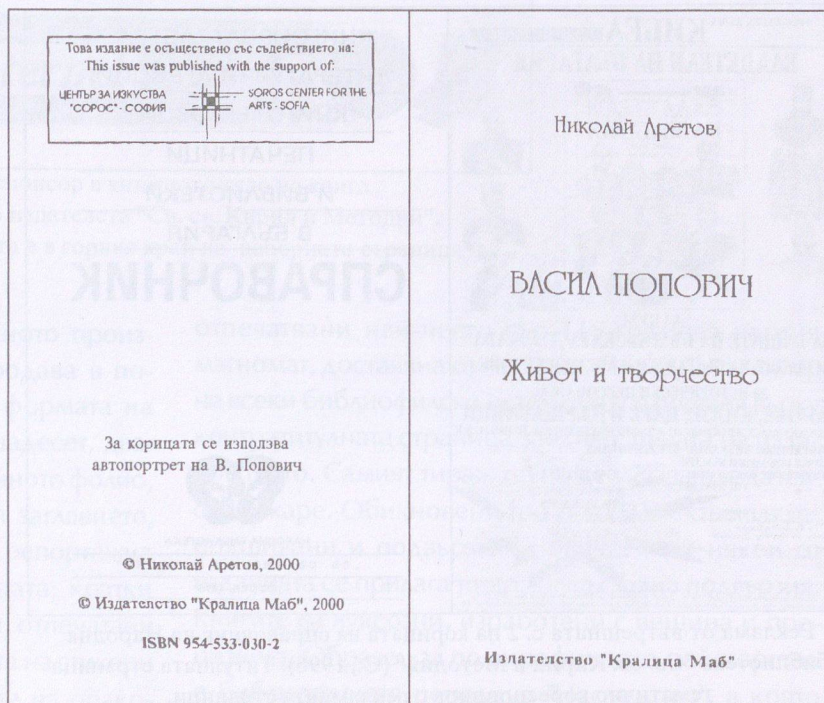 Това издание е осъществено със съдействието на:
This issue was published with the support of:
ЦЕНТЪР ЗА ИЗКУСТВА
"СОРОС" - СОФИЯ
SOROS CENTER FOR THE
ARTS - SOFIA
За корицата се използва
автопортрет на В. Попович
© Николай Аретов, 2000
© Издателство "Кралица Маб", 2000
ISBN 954-533-030-2
Николай Аретов
ВАСИЛ ПОПОВИЧ
Живот и творчество
Издателство "Кралица Маб"